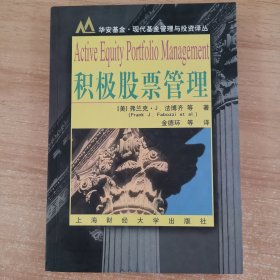 华安基金·现代基金管理与投资译丛
Active Equity Portfolio Management
积极股票管理
[美] 弗兰克·J·法博齐 等 著
(Frank J. Fabozzi et al.)
金德环 等 译
上海财经大学出版社